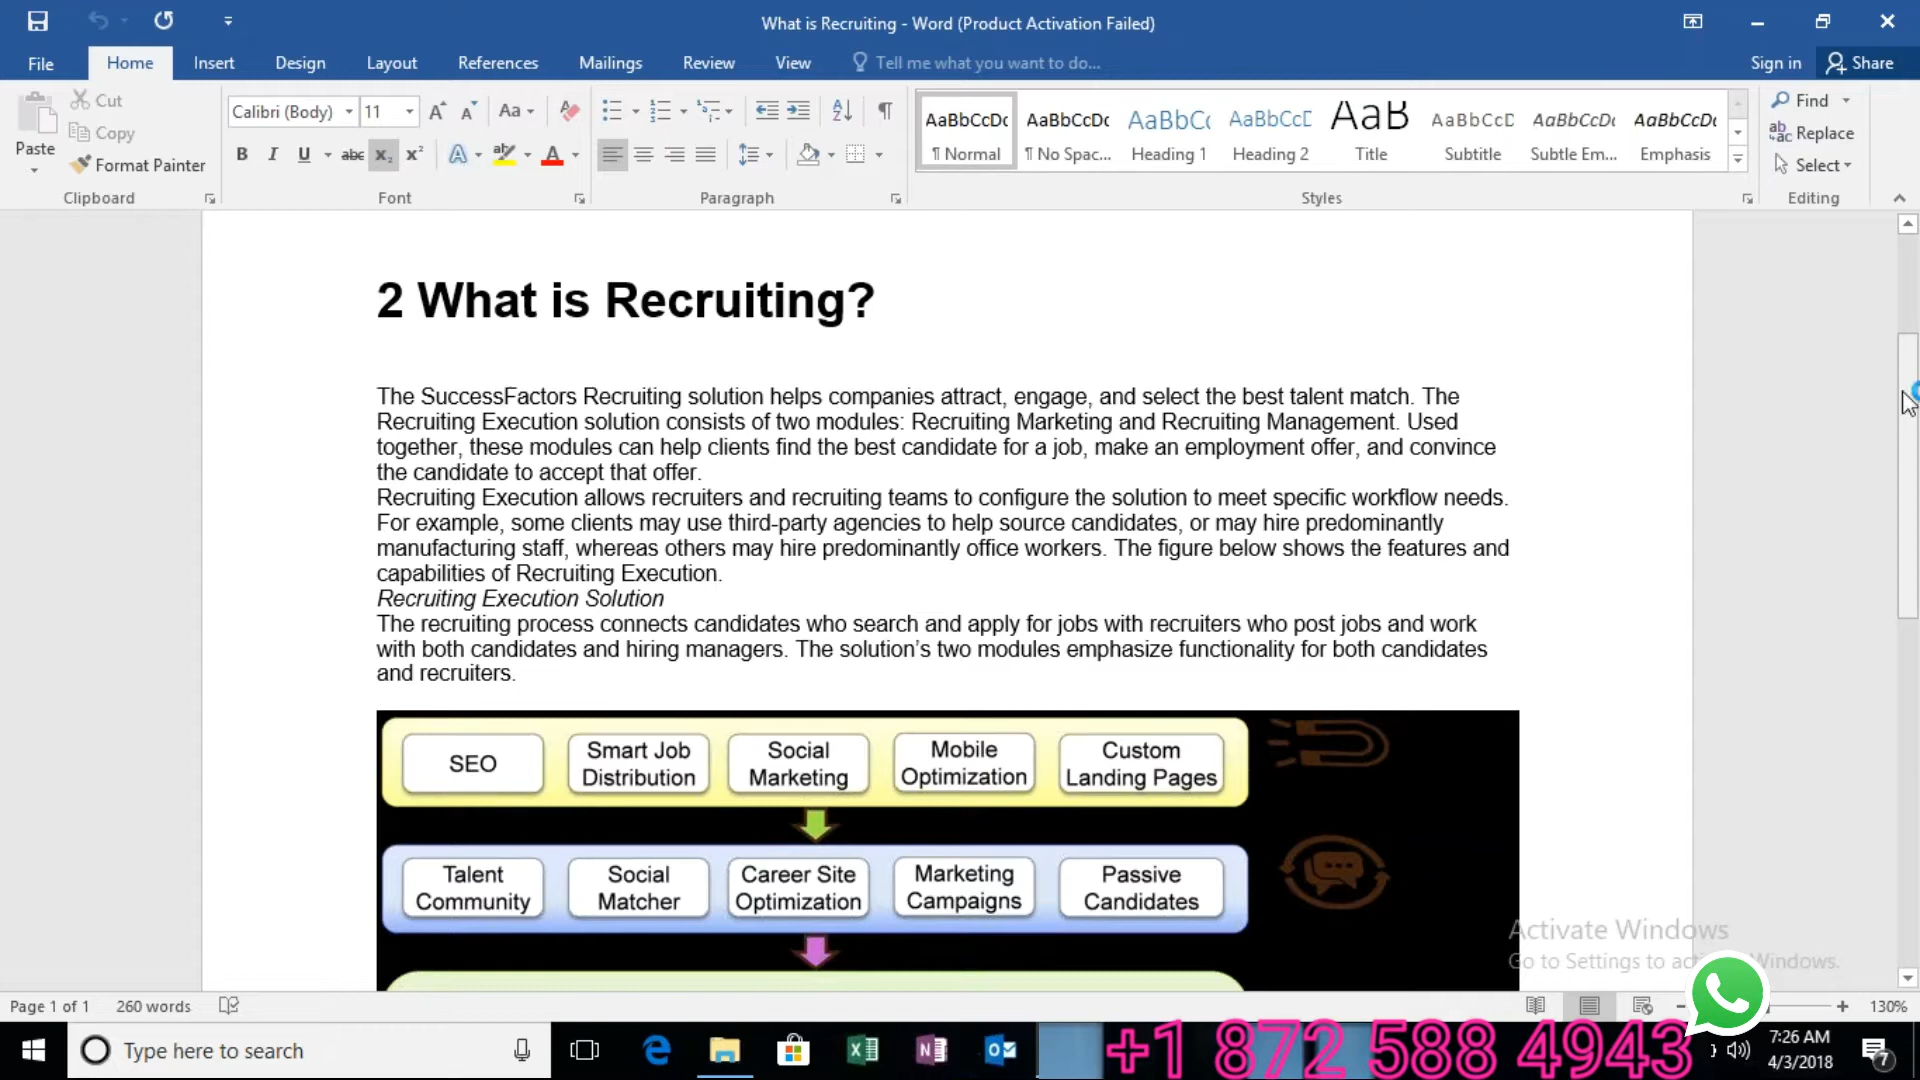 What is Recruiting - Word (Product Activation Failed)
File Home Insert Design Layout References Mailings Review View Tell me what you want to do... Sign in Share
Paste
Cut
Copy
Format Painter
Clipboard
Calibri (Body) 11
Font
Paragraph
AaBbCcDc AaBbCcDc AaBbC AaBbCcD AaB AaBbCcD AaBbCcDc AaBbCcDc
¶ Normal ¶ No Spac... Heading 1 Heading 2 Title Subtitle Subtle Em... Emphasis
Styles
Find
Replace
Select
Editing
2 What is Recruiting?
The SuccessFactors Recruiting solution helps companies attract, engage, and select the best talent match. The
Recruiting Execution solution consists of two modules: Recruiting Marketing and Recruiting Management. Used
together, these modules can help clients find the best candidate for a job, make an employment offer, and convince
the candidate to accept that offer.
Recruiting Execution allows recruiters and recruiting teams to configure the solution to meet specific workflow needs.
For example, some clients may use third-party agencies to help source candidates, or may hire predominantly
manufacturing staff, whereas others may hire predominantly office workers. The figure below shows the features and
capabilities of Recruiting Execution.
Recruiting Execution Solution
The recruiting process connects candidates who search and apply for jobs with recruiters who post jobs and work
with both candidates and hiring managers. The solution’s two modules emphasize functionality for both candidates
and recruiters.
SEO
Smart Job
Distribution
Social
Marketing
Mobile
Optimization
Custom
Landing Pages
Talent
Community
Social
Matcher
Career Site
Optimization
Marketing
Campaigns
Passive
Candidates
Activate Windows
Go to Settings to Windows.
Page 1 of 1 260 words 130%
Type here to search
+1 872 588 4943
7:26 AM
4/3/2018
7